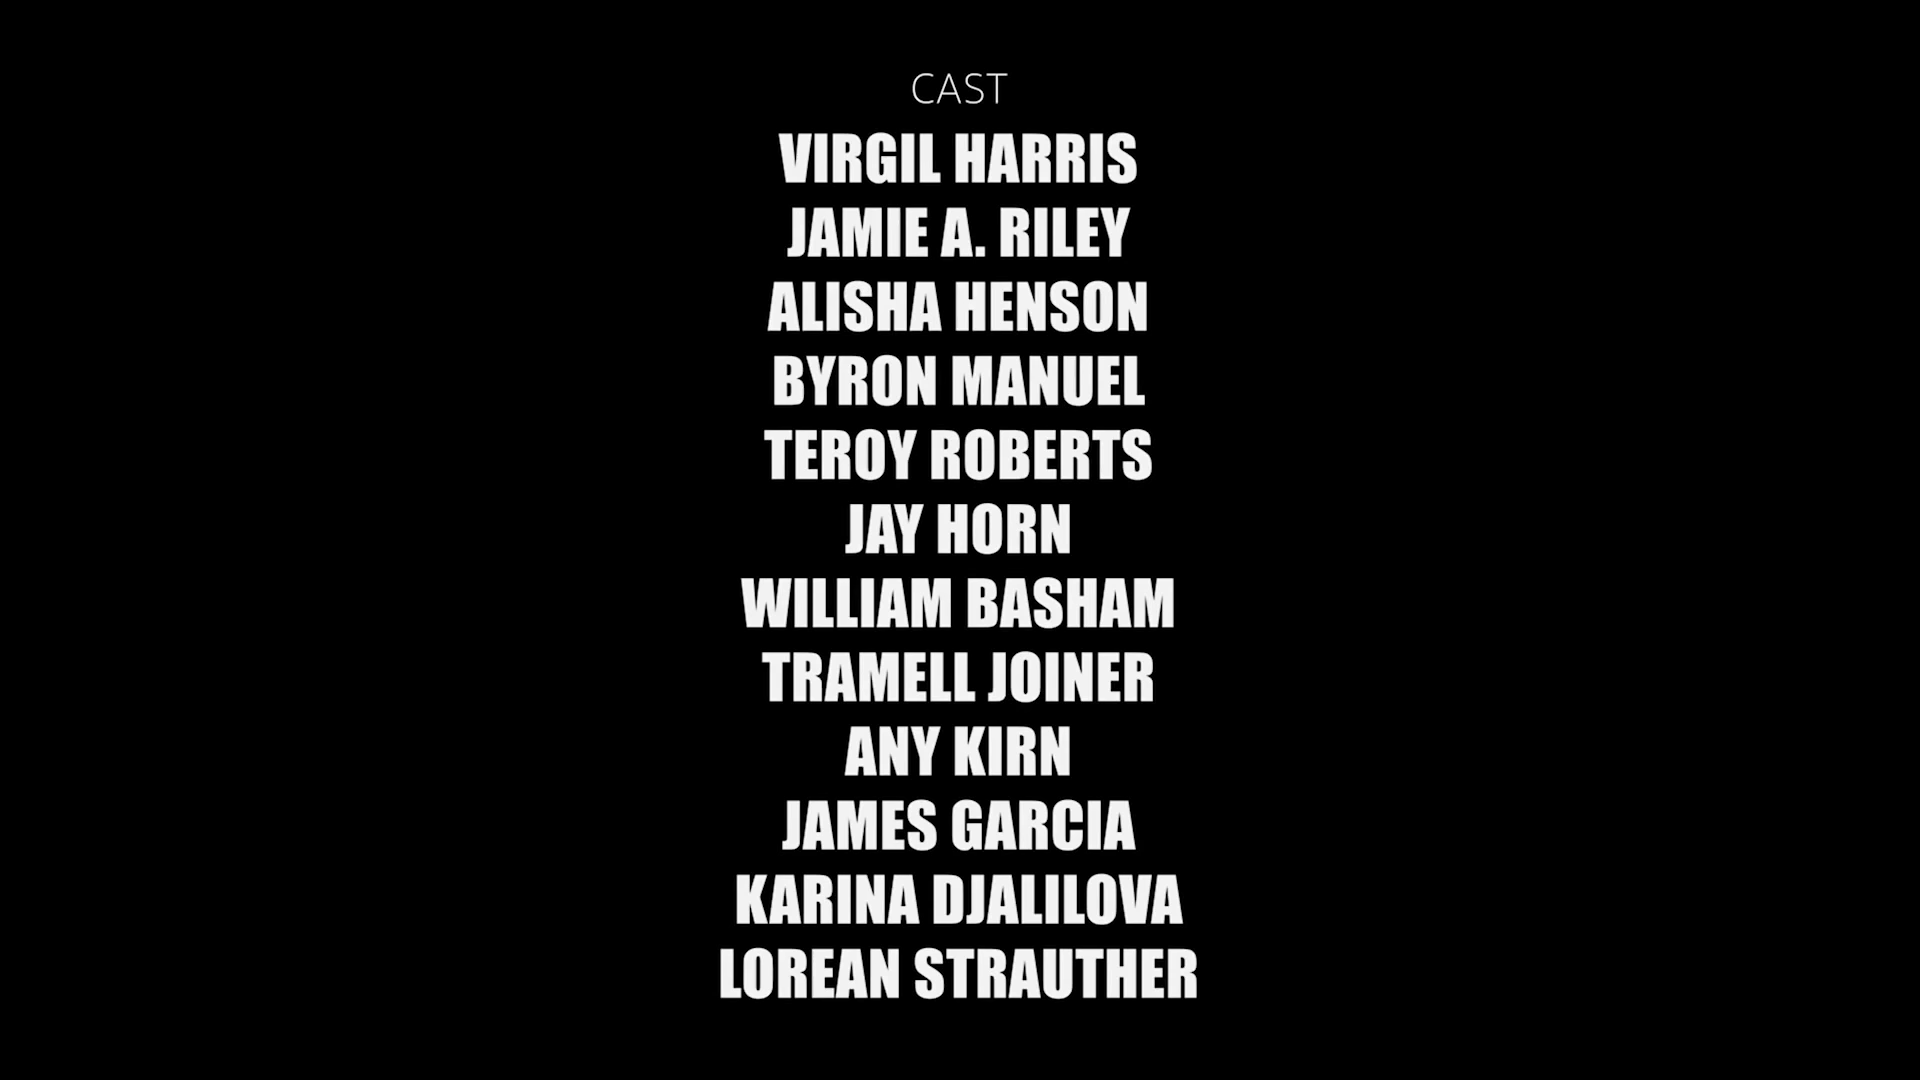 CAST
VIRGIL HARRIS
JAMIE A. RILEY
ALISHA HENSON
BYRON MANUEL
TEROY ROBERTS
JAY HORN
WILLIAM BASHAM
TRAMELL JOINER
ANY KIRN
JAMES GARCIA
KARINA DJALILOVA
LOREAN STRAUTHER